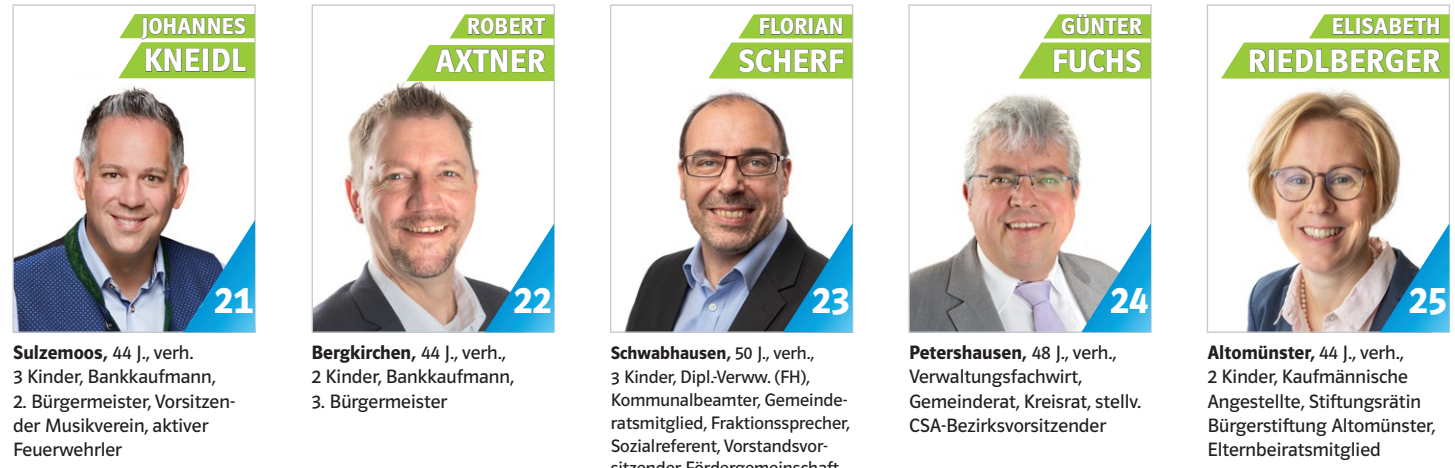 JOHANNES
KNEIDL
21
Sulzemoos, 44 J., verh.
3 Kinder, Bankkaufmann,
2. Bürgermeister, Vorsitzen-
der Musikverein, aktiver
Feuerwehrler
ROBERT
AXTNER
22
Bergkirchen, 44 J., verh.,
2 Kinder, Bankkaufmann,
3. Bürgermeister
FLORIAN
SCHERF
23
Schwabhausen, 50 J., verh.,
3 Kinder, Dipl.-Verww. (FH),
Kommunalbeamter, Gemeinde-
ratsmitglied, Fraktionssprecher,
Sozialreferent, Vorstandsvor-
sitzender Fördergemeinschaft
GÜNTER
FUCHS
24
Petershausen, 48 J., verh.,
Verwaltungsfachwirt,
Gemeinderat, Kreisrat, stellv.
CSA-Bezirksvorsitzender
ELISABETH
RIEDLBERGER
25
Altomünster, 44 J., verh.,
2 Kinder, Kaufmännische
Angestellte, Stiftungsrätin
Bürgerstiftung Altomünster,
Elternbeiratsmitglied